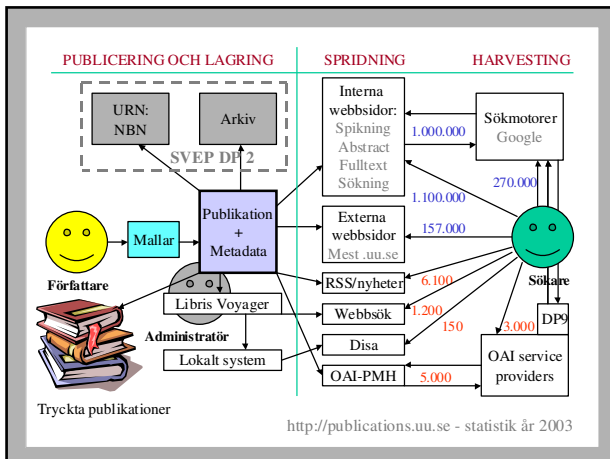 PUBLICERING OCH LAGRING
SPRIDNING
HARVESTING
URN:
NBN
Arkiv
SVEP DP 2
Interna
webbsidor:
Spikning
Abstract
Fulltext
Sökning
1.000.000
Sökmotorer
Google
270.000
1.100.000
Publikation
+
Metadata
Mallar
Författare
Externa
webbsidor
Mest .uu.se
157.000
Sökare
RSS/nyheter
6.100
Libris Voyager
Administratör
Webbsök
1.200
150
3.000
DP9
Lokalt system
Disa
OAI service
providers
OAI-PMH
5.000
Tryckta publikationer
http://publications.uu.se - statistik år 2003